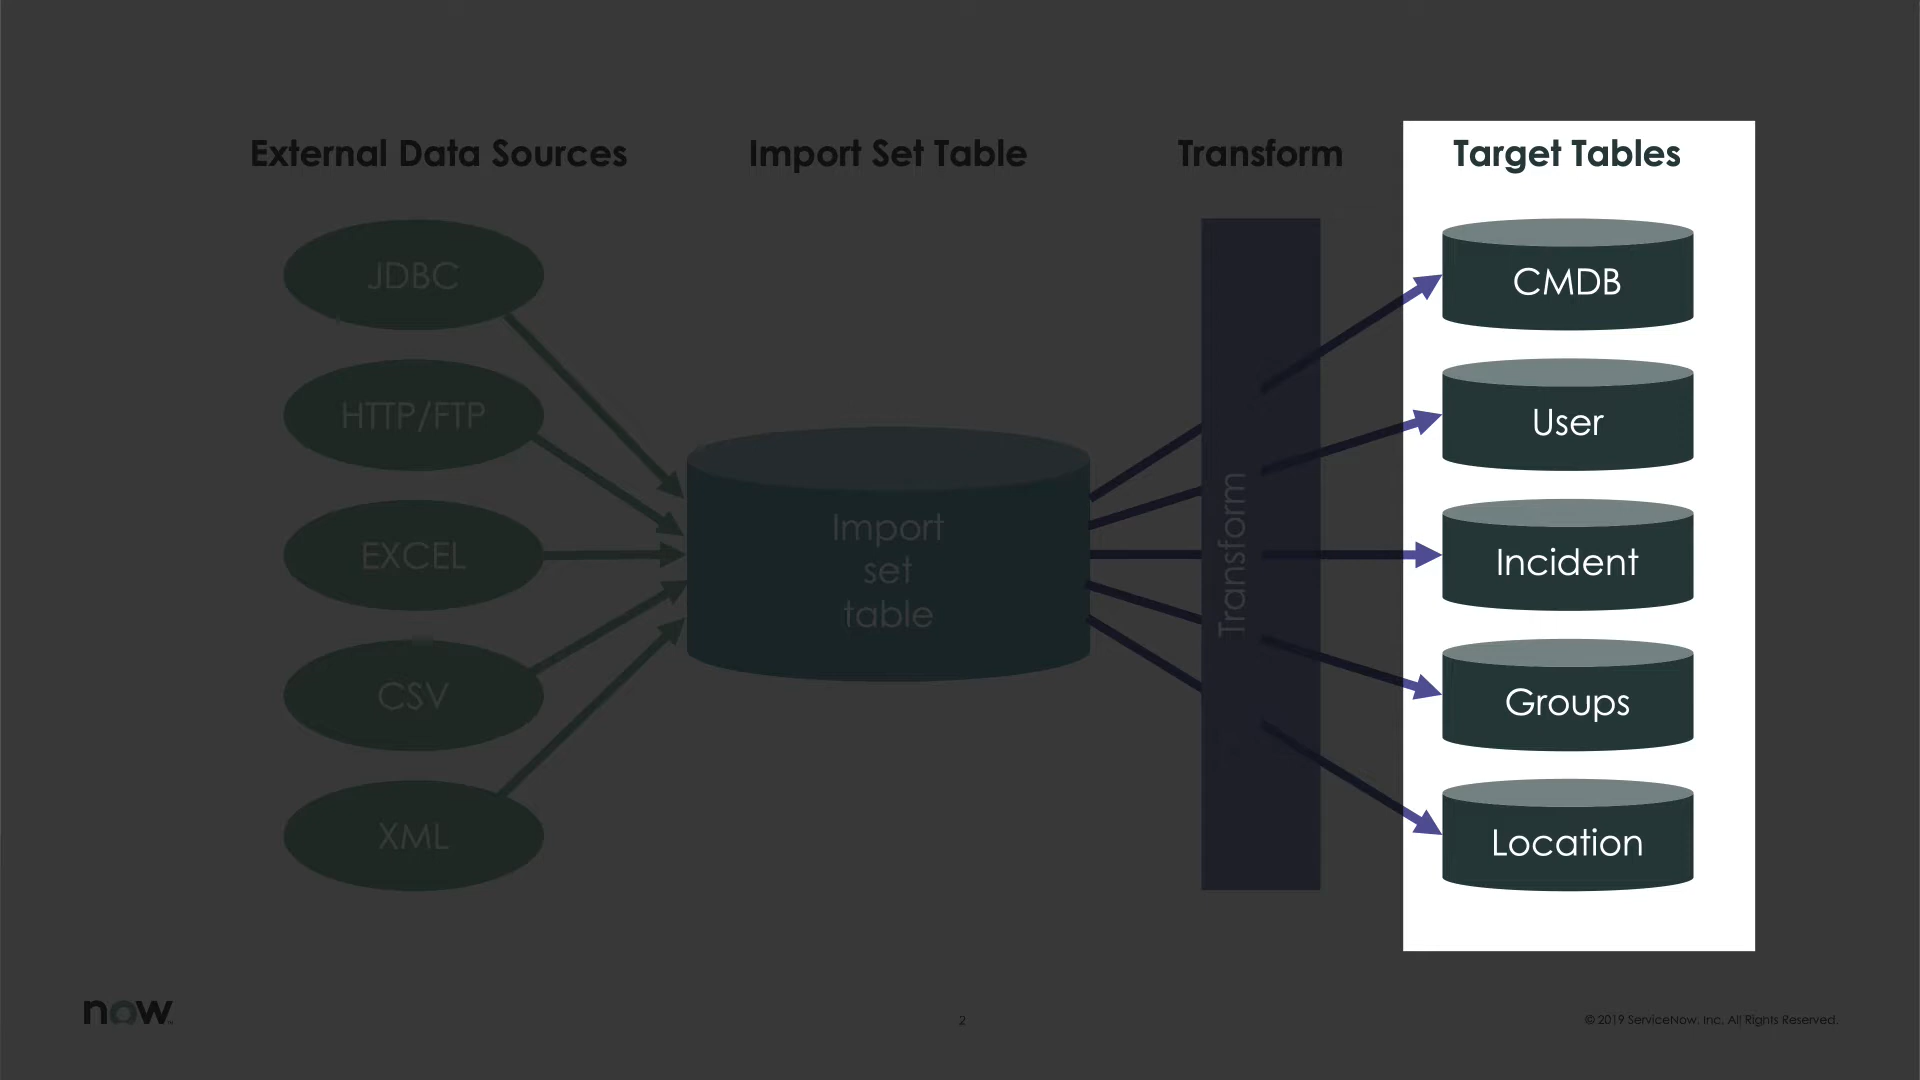 External Data Sources
Import Set Table
Transform
Target Tables
JDBC
HTTP/FTP
EXCEL
CSV
XML
Import
set
table
Transform
CMDB
User
Incident
Groups
Location
now
2
© 2019 ServiceNow, Inc. All Rights Reserved.